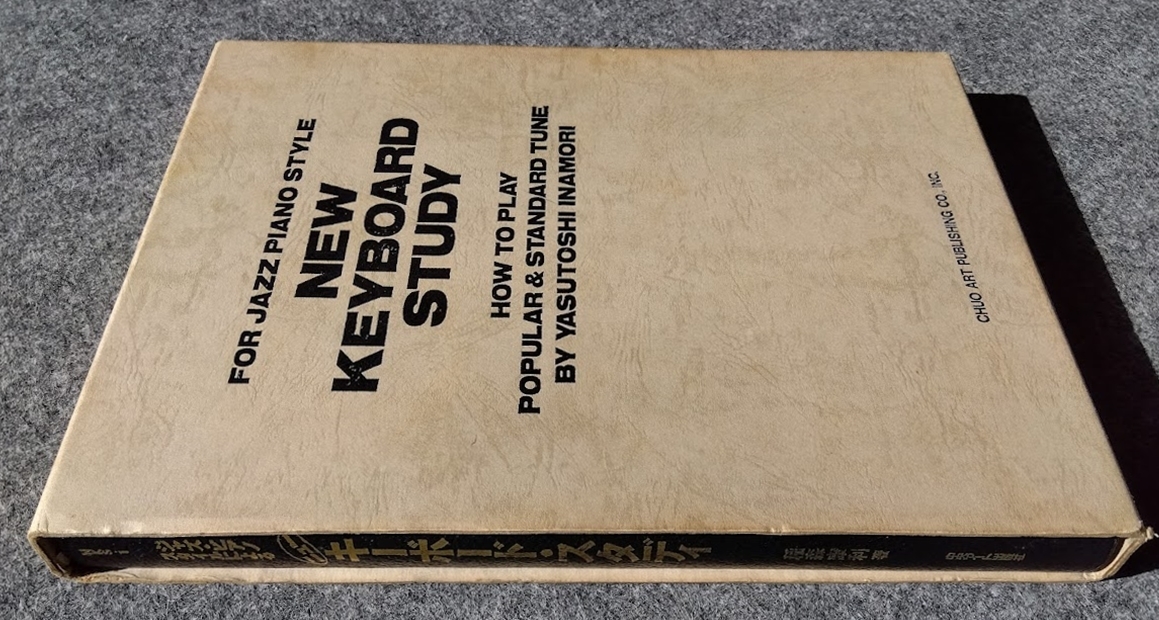 FOR JAZZ PIANO STYLE
NEW
KEYBOARD
STUDY
HOW TO PLAY
POPULAR & STANDARD TUNE
BY YASUTOSHI INAMORI
CHUO ART PUBLISHING CO., INC.
キーボード・スタディ